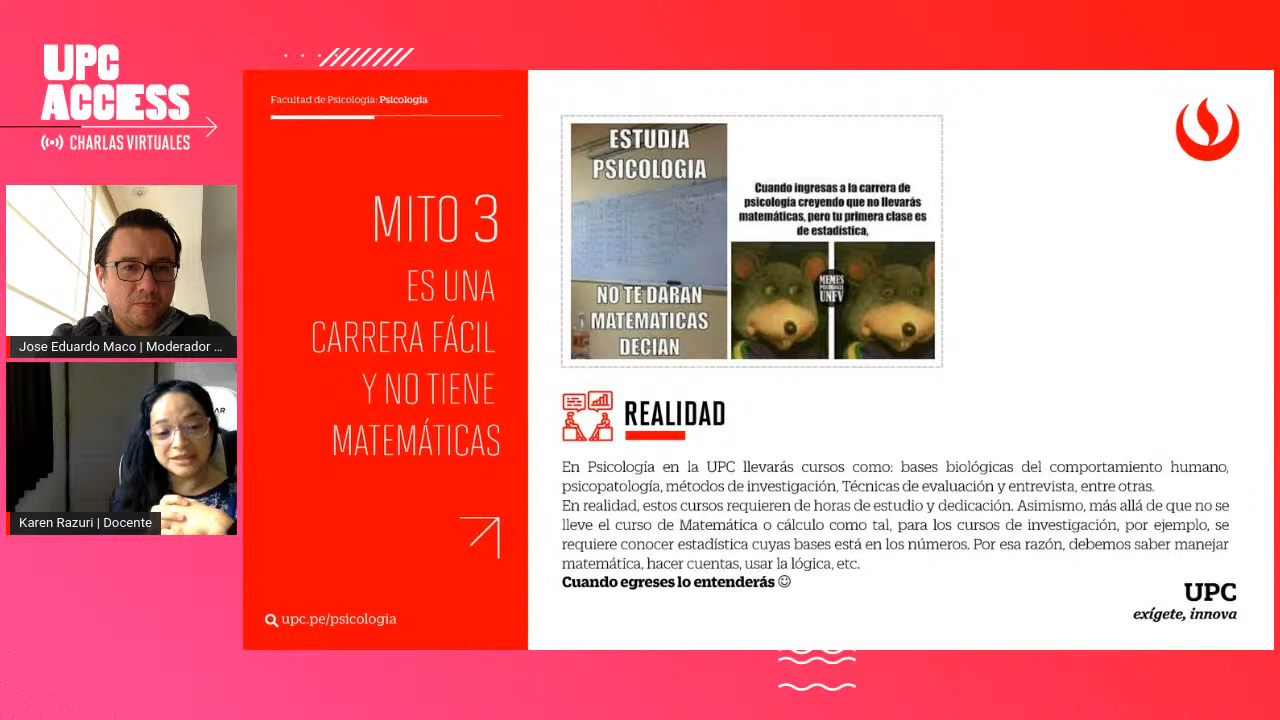 UPC
ACCESS
CHARLAS VIRTUALES
Jose Eduardo Maco | Moderador ...
Karen Razuri | Docente
Facultad de Psicología: Psicología
MITO 3
ES UNA
CARRERA FÁCIL
Y NO TIENE
MATEMÁTICAS
upc.pe/psicologia
ESTUDIA
PSICOLOGIA
NO TE DARAN
MATEMATICAS
DECIAN
Cuando ingresas a la carrera de
psicología creyendo que no llevarás
matemáticas, pero tu primera clase es
de estadística,
MEMES
PSICOLOGIA
UNFV
REALIDAD
En Psicología en la UPC llevarás cursos como: bases biológicas del comportamiento humano,
psicopatología, métodos de investigación, Técnicas de evaluación y entrevista, entre otras.
En realidad, estos cursos requieren de horas de estudio y dedicación. Asimismo, más allá de que no se
lleve el curso de Matemática o cálculo como tal, para los cursos de investigación, por ejemplo, se
requiere conocer estadística cuyas bases está en los números. Por esa razón, debemos saber manejar
matemática, hacer cuentas, usar la lógica, etc.
Cuando egreses lo entenderás ☺
UPC
exígete, innova